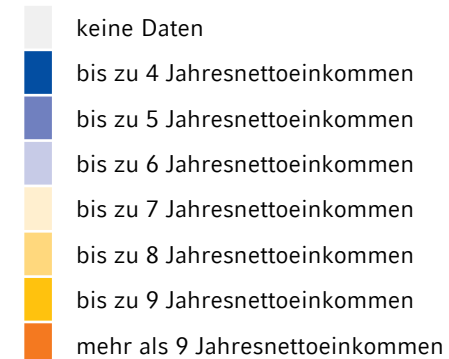 keine Daten
bis zu 4 Jahresnettoeinkommen
bis zu 5 Jahresnettoeinkommen
bis zu 6 Jahresnettoeinkommen
bis zu 7 Jahresnettoeinkommen
bis zu 8 Jahresnettoeinkommen
bis zu 9 Jahresnettoeinkommen
mehr als 9 Jahresnettoeinkommen